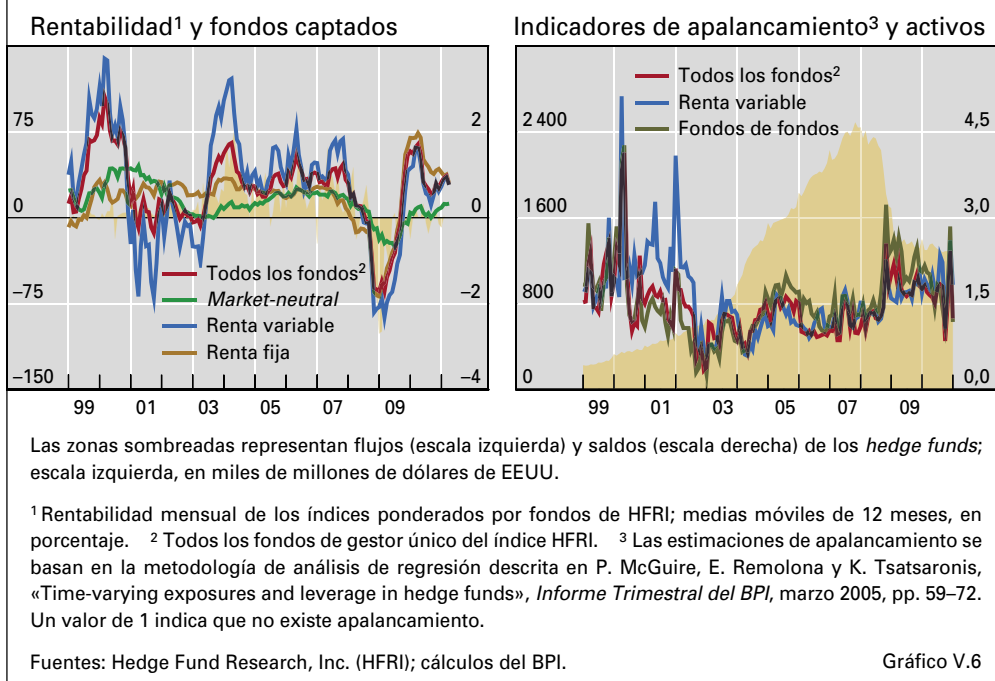 Rentabilidad¹ y fondos captados
75
0
–75
–150
2
0
–2
–4
Todos los fondos²
Market-neutral
Renta variable
Renta fija
99 01 03 05 07 09
Indicadores de apalancamiento³ y activos
Todos los fondos²
Renta variable
Fondos de fondos
2 400
1 600
800
0
4,5
3,0
1,5
0,0
99 01 03 05 07 09
Las zonas sombreadas representan flujos (escala izquierda) y saldos (escala derecha) de los hedge funds;
escala izquierda, en miles de millones de dólares de EEUU.
¹ Rentabilidad mensual de los índices ponderados por fondos de HFRI; medias móviles de 12 meses, en
porcentaje. ² Todos los fondos de gestor único del índice HFRI. ³ Las estimaciones de apalancamiento se
basan en la metodología de análisis de regresión descrita en P. McGuire, E. Remolona y K. Tsatsaronis,
«Time-varying exposures and leverage in hedge funds», Informe Trimestral del BPI, marzo 2005, pp. 59–72.
Un valor de 1 indica que no existe apalancamiento.
Fuentes: Hedge Fund Research, Inc. (HFRI); cálculos del BPI. Gráfico V.6